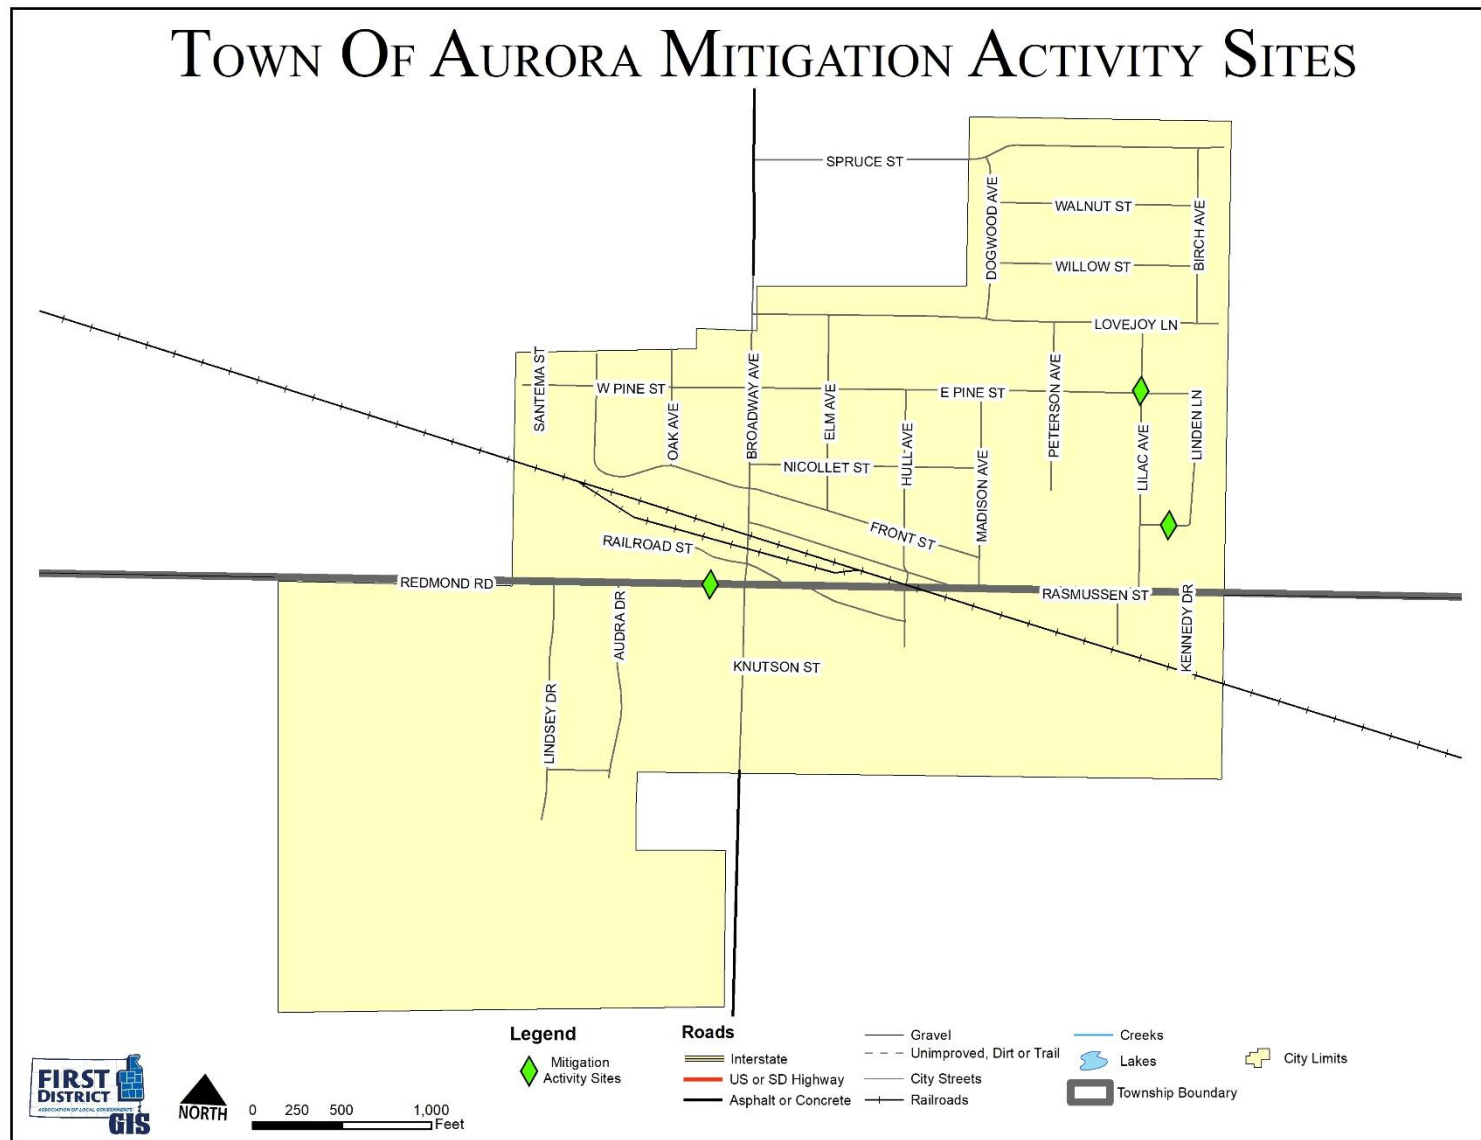 TOWN OF AURORA MITIGATION ACTIVITY SITES
SPRUCE ST
DOGWOOD AVE
WALNUT ST
BIRCH AVE
WILLOW ST
LOVEJOY LN
SANTEMA ST
W PINE ST
OAK AVE
BROADWAY AVE
ELM AVE
HULL AVE
E PINE ST
MADISON AVE
PETERSON AVE
LILAC AVE
LINDEN LN
NICOLLET ST
FRONT ST
RAILROAD ST
REDMOND RD
RASMUSSEN ST
AUDRA DR
KENNEDY DR
KNUTSON ST
LINDSEY DR
FIRST
DISTRICT
ASSOCIATION OF LOCAL GOVERNMENTS
GIS
NORTH
0 250 500 1,000
Feet
Legend
Mitigation
Activity Sites
Roads
Interstate
US or SD Highway
Asphalt or Concrete
Gravel
Unimproved, Dirt or Trail
City Streets
Railroads
Creeks
Lakes
Township Boundary
City Limits